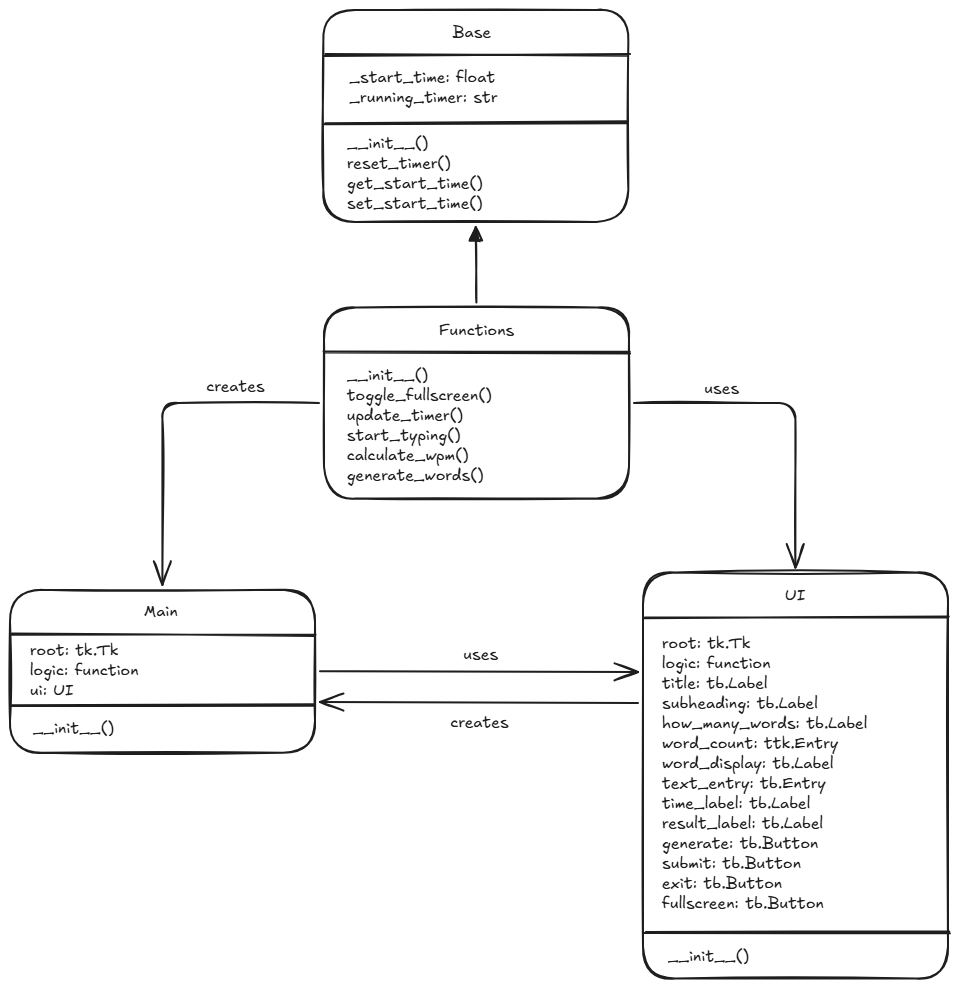 Base
_start_time: float
_running_timer: str
__init__()
reset_timer()
get_start_time()
set_start_time()
Functions
__init__()
toggle_fullscreen()
update_timer()
start_typing()
calculate_wpm()
generate_words()
creates
uses
Main
root: tk.Tk
logic: function
ui: UI
__init__()
uses
creates
UI
root: tk.Tk
logic: function
title: tb.Label
subheading: tb.Label
how_many_words: tb.Label
word_count: ttk.Entry
word_display: tb.Label
text_entry: tb.Entry
time_label: tb.Label
result_label: tb.Label
generate: tb.Button
submit: tb.Button
exit: tb.Button
fullscreen: tb.Button
__init__()